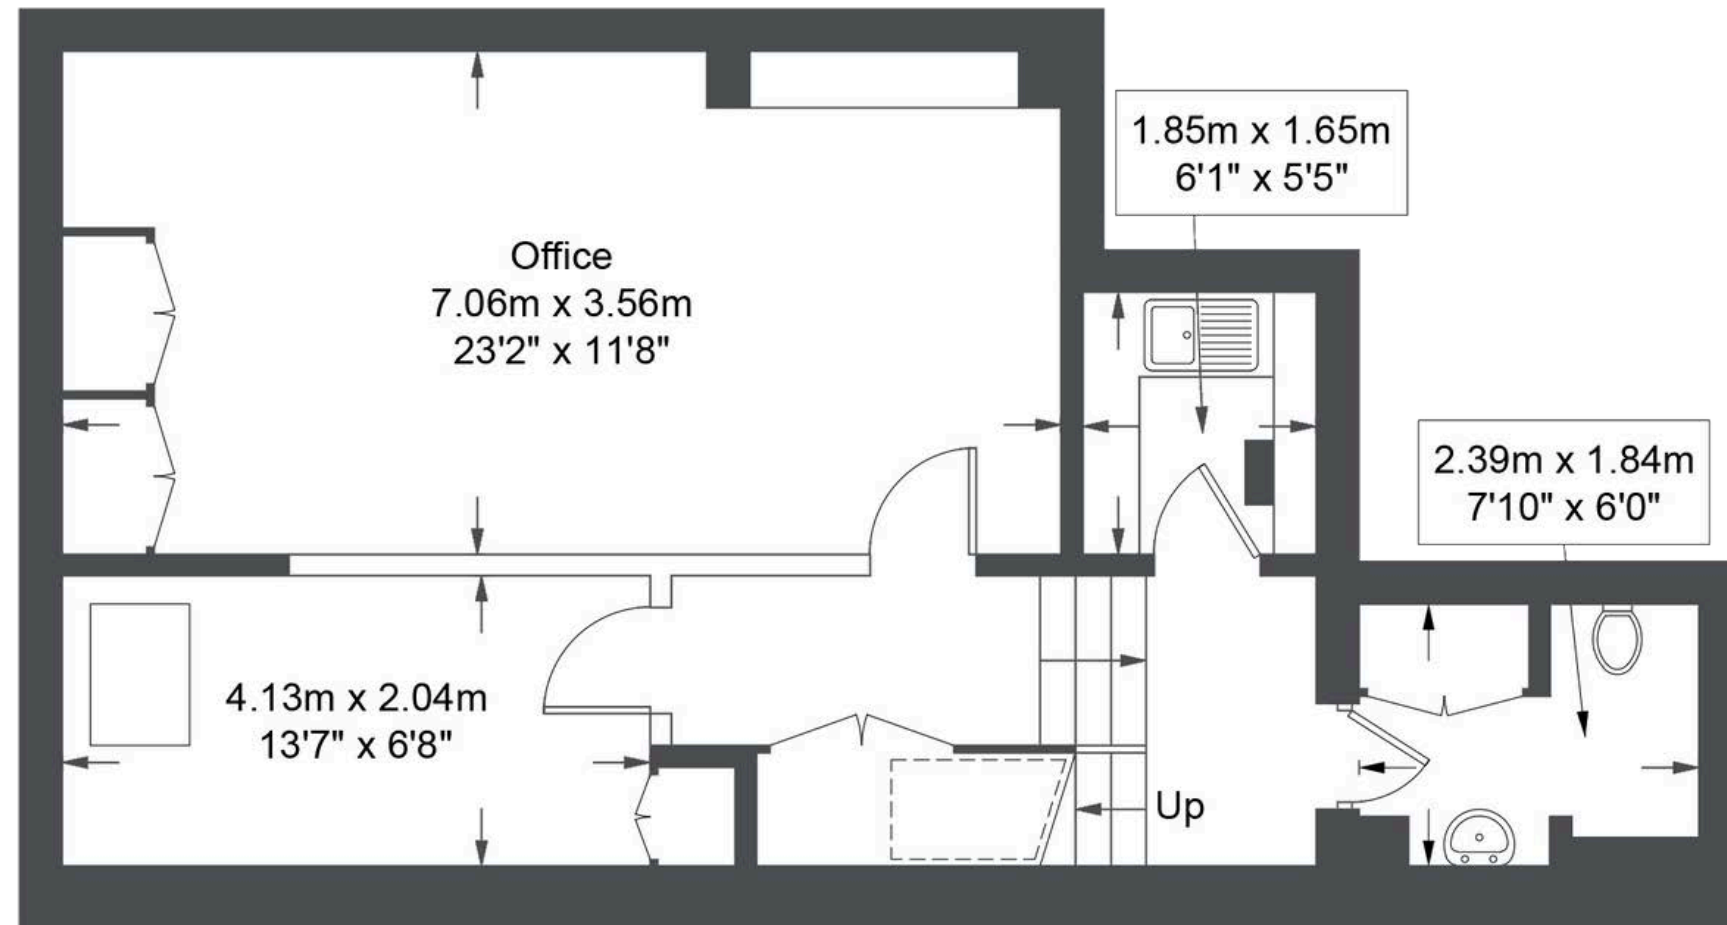 1.85m x 1.65m
6'1" x 5'5"
Office
7.06m x 3.56m
23'2" x 11'8"
2.39m x 1.84m
7'10" x 6'0"
4.13m x 2.04m
13'7" x 6'8"
Up